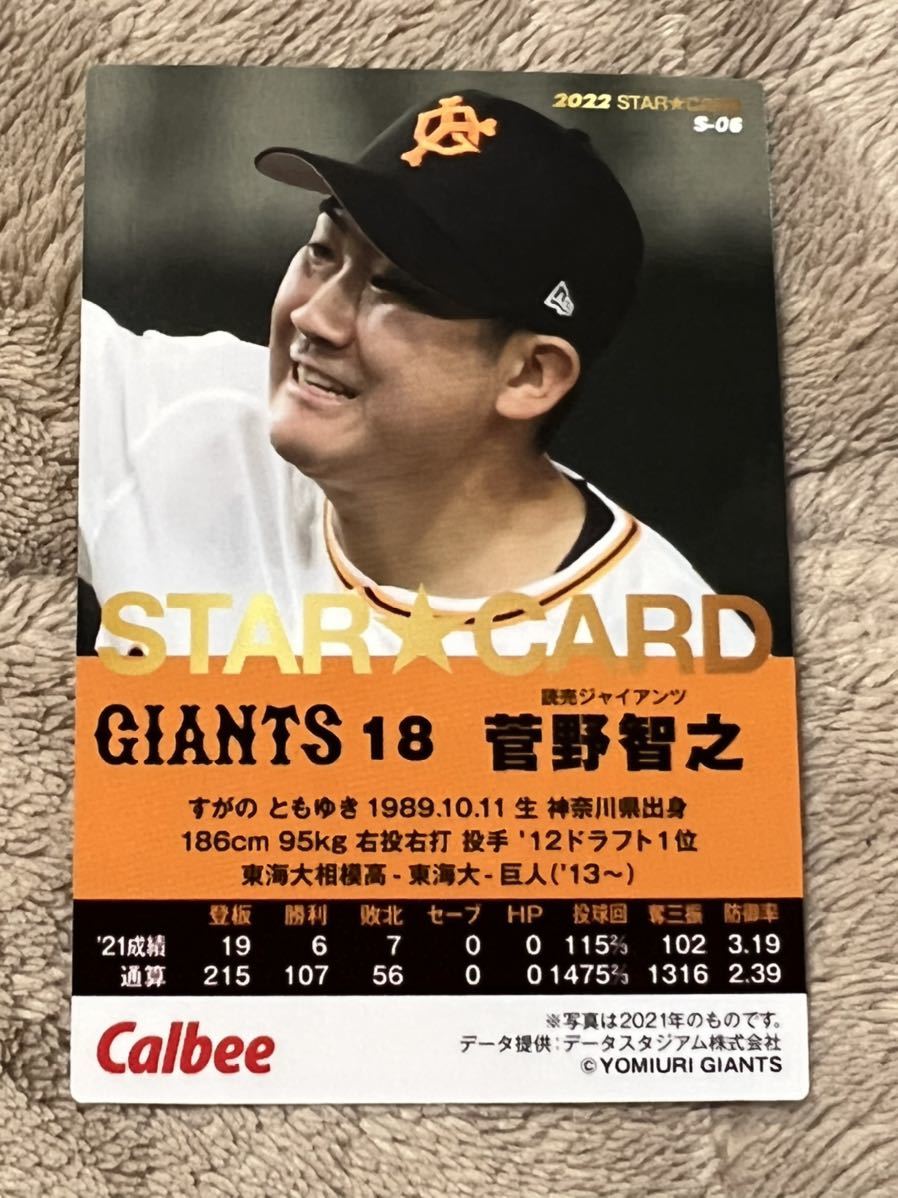 2022 STAR★CARD
S-06
STAR★CARD
読売ジャイアンツ
GIANTS 18 菅野智之
すがの ともゆき 1989.10.11 生 神奈川県出身
186cm 95kg 右投右打 投手 '12ドラフト1位
東海大相模高 - 東海大 - 巨人('13〜)
登板 勝利 敗北 セーブ HP 投球回 奪三振 防御率
'21成績 19 6 7 0 0 115⅔ 102 3.19
通算 215 107 56 0 0 1475⅔ 1316 2.39
Calbee
※写真は2021年のものです。
データ提供:データスタジアム株式会社
©YOMIURI GIANTS